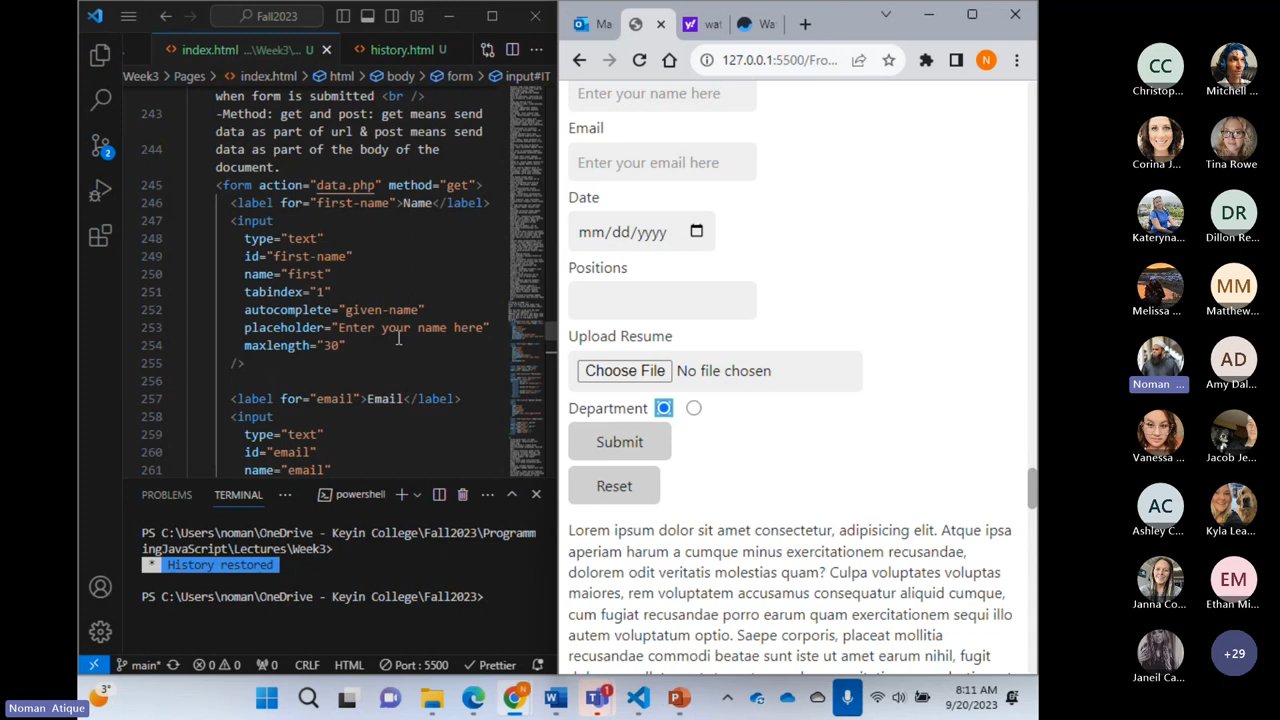 Fall2023
index.html ...\Week3\... U
history.html U
Week3 > Pages > index.html > html > body > form > input#IT
when form is submitted <br />
243 -Method: get and post: get means send
data as part of url & post means send
244 data as part of the body of the
document.
245 <form action="data.php" method="get">
246 <label for="first-name">Name</label>
247 <input
248 type="text"
249 id="first-name"
250 name="first"
251 tabindex="1"
252 autocomplete="given-name"
253 placeholder="Enter your name here"
254 maxlength="30"
255 />
256
257 <label for="email">Email</label>
258 <input
259 type="text"
260 id="email"
261 name="email"
PROBLEMS TERMINAL ... powershell
PS C:\Users\noman\OneDrive - Keyin College\Fall2023\Programm
ingJavaScript\Lectures\Week3>
* History restored
PS C:\Users\noman\OneDrive - Keyin College\Fall2023>
main* 0 0 0 CRLF HTML Port : 5500 Prettier
Ma
wat
Wa
127.0.0.1:5500/Fro...
N
Enter your name here
Email
Enter your email here
Date
mm/dd/yyyy
Positions
Upload Resume
Choose File No file chosen
Department
Submit
Reset
Lorem ipsum dolor sit amet consectetur, adipisicing elit. Atque ipsa
aperiam harum a cumque minus exercitationem recusandae,
dolorem odit veritatis molestias quam? Culpa voluptates voluptas
maiores, rem voluptatem accusamus consequatur aliquid cumque,
cum fugiat recusandae porro earum quam exercitationem sequi illo
autem voluptatum optio. Saepe corporis, placeat mollitia
recusandae commodi beatae sunt iste ut amet earum nihil, fugit
CC
Christop...
Mitchell ...
Corina J...
Tina Rowe
Kateryna...
DR
Dillon Re...
Melissa ...
MM
Matthew...
Noman ...
AD
Amy Dal...
Vanessa ...
Jacob Je...
AC
Ashley C...
Kyla Lea...
Janna Co...
EM
Ethan Mi...
Janeil Ca...
+29
3°
1
8:11 AM
9/20/2023
Noman Atique